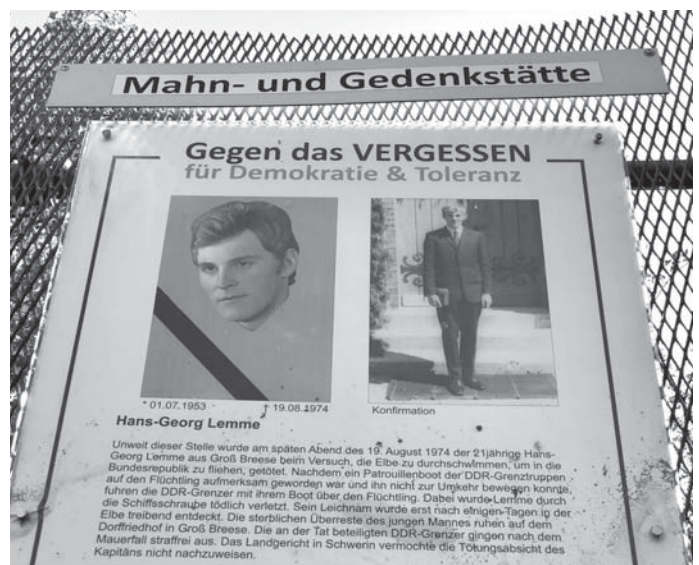 Mahn- und Gedenkstätte
Gegen das VERGESSEN
für Demokratie & Toleranz
* 01.07.1953 † 19.08.1974
Konfirmation
Hans-Georg Lemme
Unweit dieser Stelle wurde am späten Abend des 19. August 1974 der 21jährige Hans-
Georg Lemme aus Groß Breese beim Versuch, die Elbe zu durchschwimmen, um in die
Bundesrepublik zu fliehen, getötet. Nachdem ein Patrouillenboot der DDR-Grenztruppen
auf den Flüchtling aufmerksam geworden war und ihn nicht zur Umkehr bewegen konnte,
fuhren die DDR-Grenzer mit ihrem Boot über den Flüchtling. Dabei wurde Lemme durch
die Schiffsschraube tödlich verletzt. Sein Leichnam wurde erst nach einigen Tagen in der
Elbe treibend entdeckt. Die sterblichen Überreste des jungen Mannes ruhen auf dem
Dorffriedhof in Groß Breese. Die an der Tat beteiligten DDR-Grenzer gingen nach dem
Mauerfall straffrei aus. Das Landgericht in Schwerin vermochte die Tötungsabsicht des
Kapitäns nicht nachzuweisen.